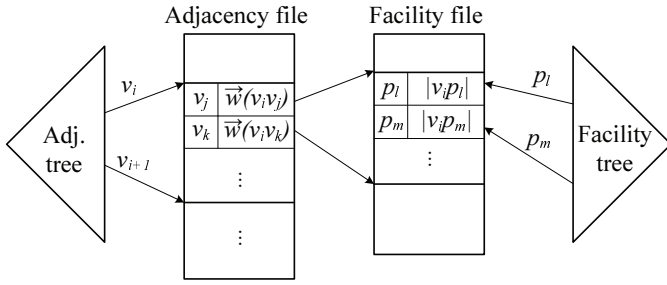 Adjacency file
Facility file
v_i
v_j w⃗(v_iv_j)
v_k w⃗(v_iv_k)
p_l |v_ip_l|
p_m |v_ip_m|
p_l
p_m
Adj.
tree
Facility
tree
v_{i+1}
⋮
⋮
⋮